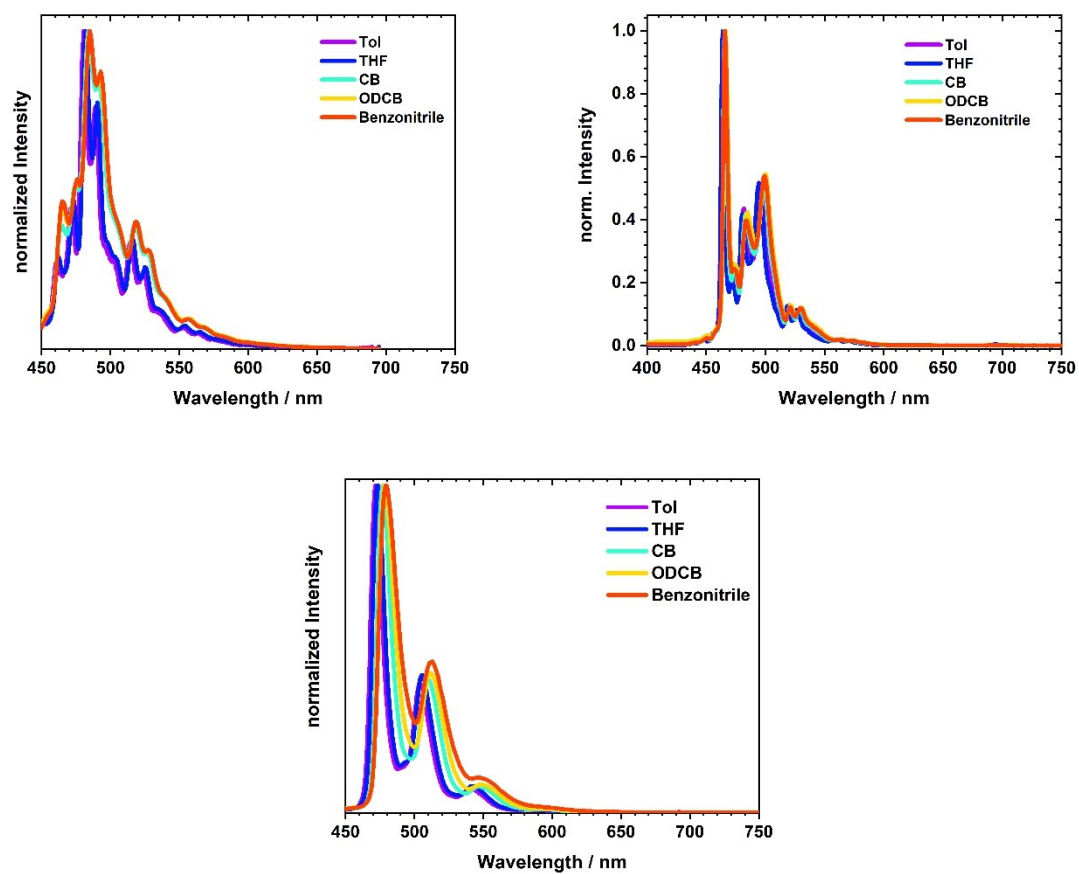 normalized Intensity
Tol
THF
CB
ODCB
Benzonitrile
450 500 550 600 650 700 750
Wavelength / nm
norm. Intensity
1.0
0.8
0.6
0.4
0.2
0.0
Tol
THF
CB
ODCB
Benzonitrile
400 450 500 550 600 650 700 750
Wavelength / nm
normalized Intensity
Tol
THF
CB
ODCB
Benzonitrile
450 500 550 600 650 700 750
Wavelength / nm